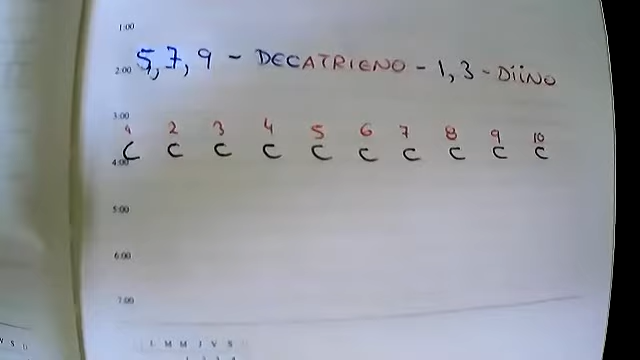 1:00
5,7,9 - DECATRIENO - 1,3 - DiiNO
2:00
3:00
1 2 3 4 5 6 7 8 9 10
C C C C C C C C C C
4:00
5:00
6:00
7:00
L M M J V S